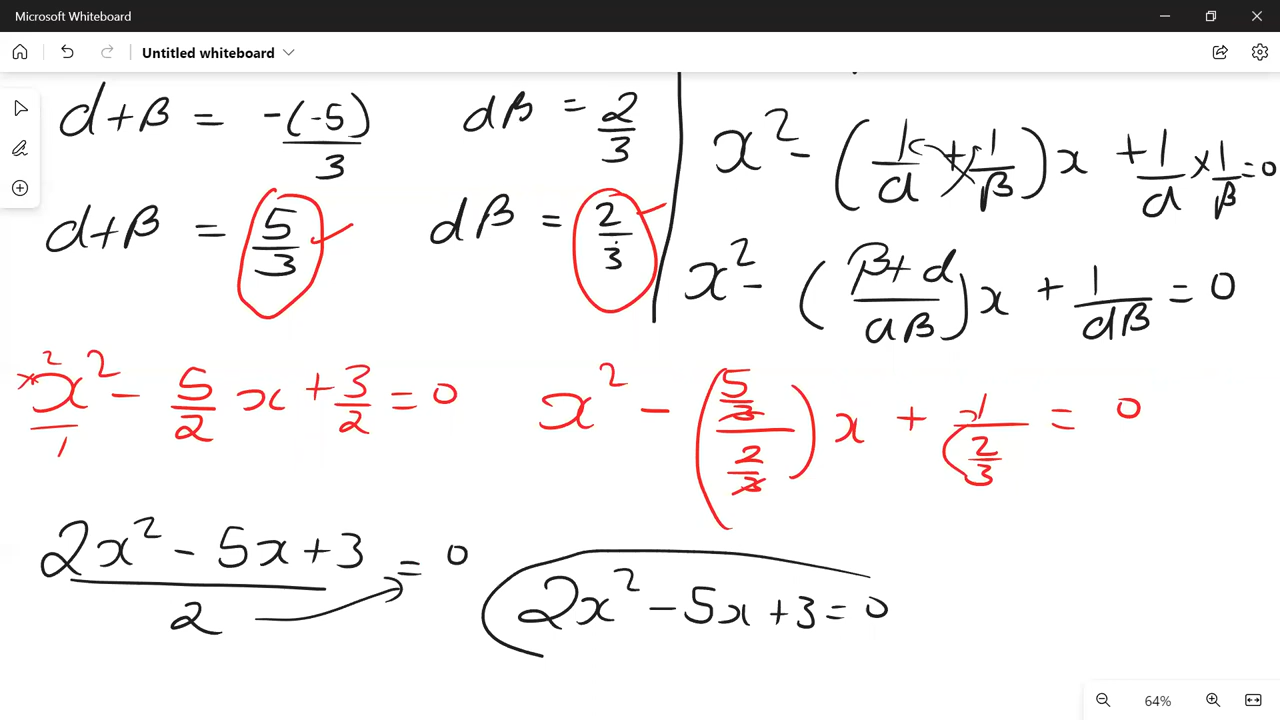 Microsoft Whiteboard
Untitled whiteboard
α+β = -(-5)/3
αβ = 2/3
α+β = 5/3
αβ = 2/3
x² - (1/α + 1/β)x + 1/α × 1/β = 0
x² - (β+α/αβ)x + 1/αβ = 0
×2 x²/1 - 5/2 x + 3/2 = 0
x² - (5/3 / 2/3)x + 1/(2/3) = 0
2x² - 5x + 3/2 = 0
2x² - 5x + 3 = 0
64%